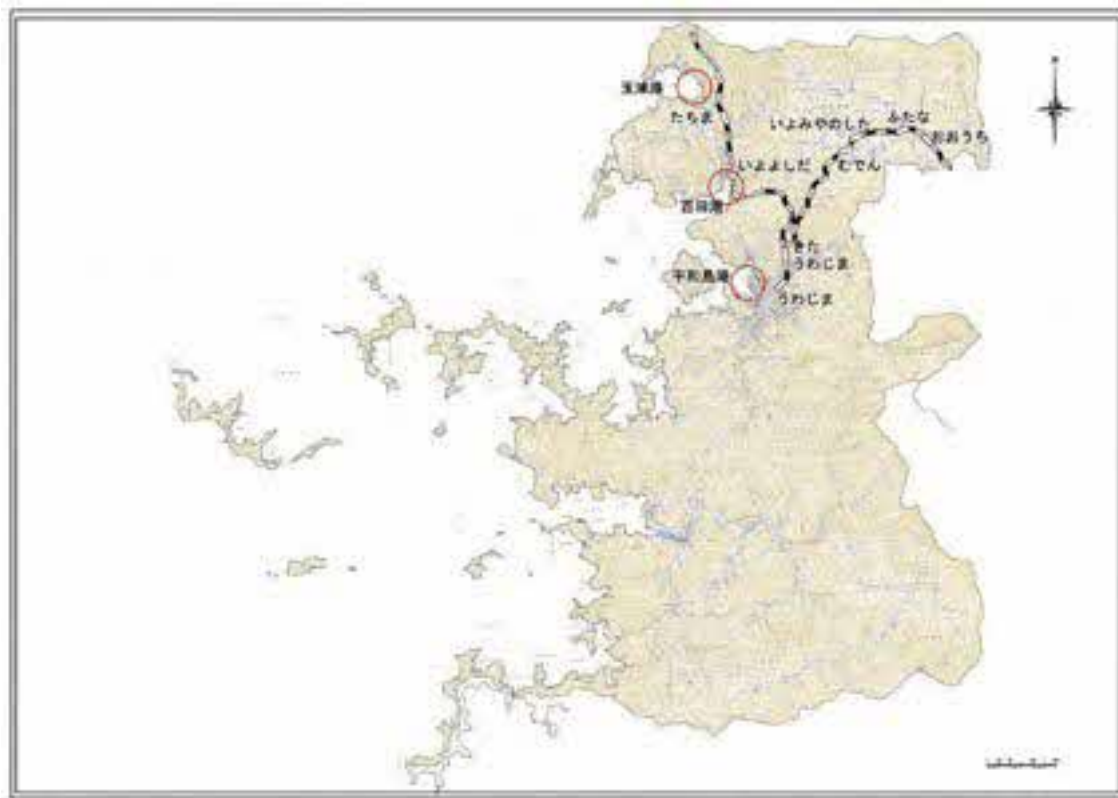 玉津港
たちま
いよみやのした
ふたな
おおうち
むでん
いよよしだ
吉田港
きた
うわじま
宇和島港
うわじま